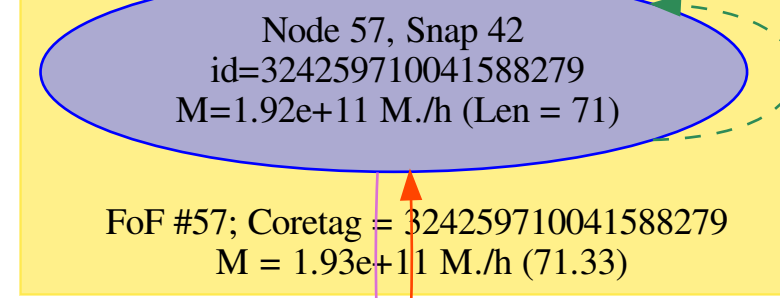 Node 57, Snap 42
id=324259710041588279
M=1.92e+11 M./h (Len = 71)
FoF #57; Coretag = 324259710041588279
M = 1.93e+11 M./h (71.33)